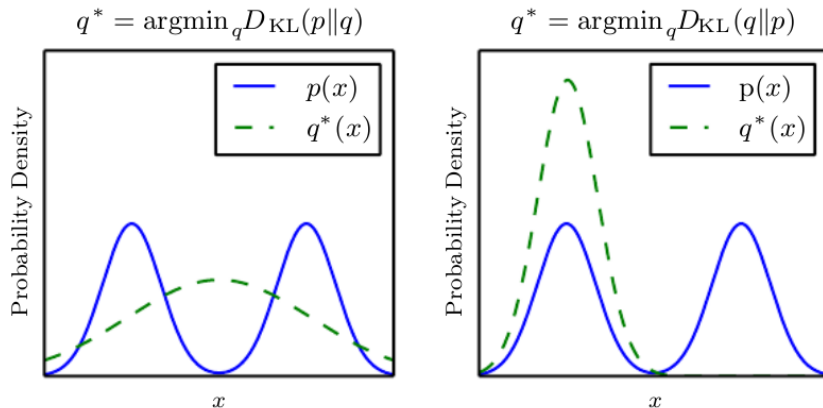 q* = argmin_q D_KL(p‖q)
p(x)
q*(x)
Probability Density
x
q* = argmin_q D_KL(q‖p)
p(x)
q*(x)
Probability Density
x